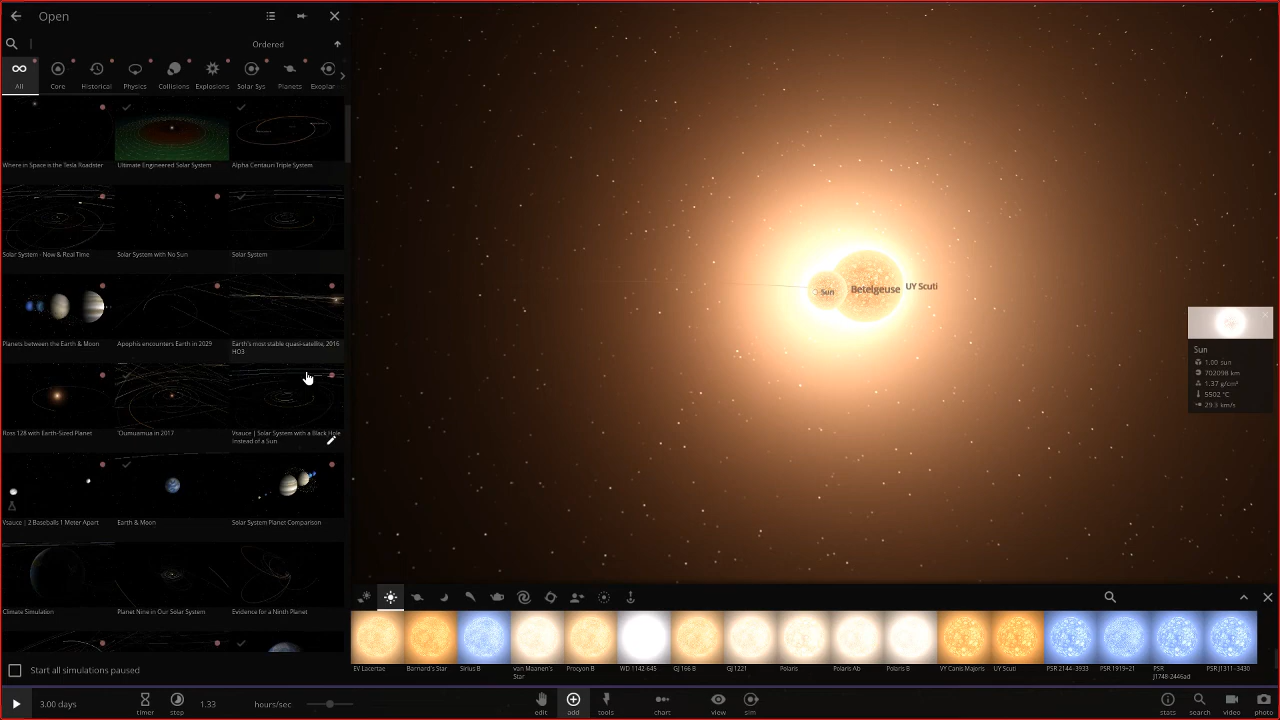 Open
Ordered
All Core Historical Physics Collisions Explosions Solar Sys Planets Exoplar
Where in Space is the Tesla Roadster
Ultimate Engineered Solar System
Alpha Centauri Triple System
Solar System - Now & Real Time
Solar System with No Sun
Solar System
Planets between the Earth & Moon
Apophis encounters Earth in 2029
Earth's most stable quasi-satellite, 2016
HO3
Ross 128 with Earth-Sized Planet
'Oumuamua in 2017
Vsauce | Solar System with a Black Hole
Instead of a Sun
Vsauce | 2 Baseballs 1 Meter Apart
Earth & Moon
Solar System Planet Comparison
Climate Simulation
Planet Nine in Our Solar System
Evidence for a Ninth Planet
Start all simulations paused
Sun
Betelgeuse
UY Scuti
Sun
1.00 sun
702098 km
1.37 g/cm³
5502 °C
29.3 km/s
EV Lacertae
Barnard's Star
Sirius B
van Maanen's
Star
Procyon B
WD 1142-645
GJ 166 B
GJ 1221
Polaris
Polaris Ab
Polaris B
VY Canis Majoris
UY Scuti
PSR 2144-3933
PSR 1919+21
PSR
J1748-2446ad
PSR J1311-3430
3.00 days
timer
step
1.33
hours/sec
edit
add
tools
chart
view
sim
stats
search
video
photo